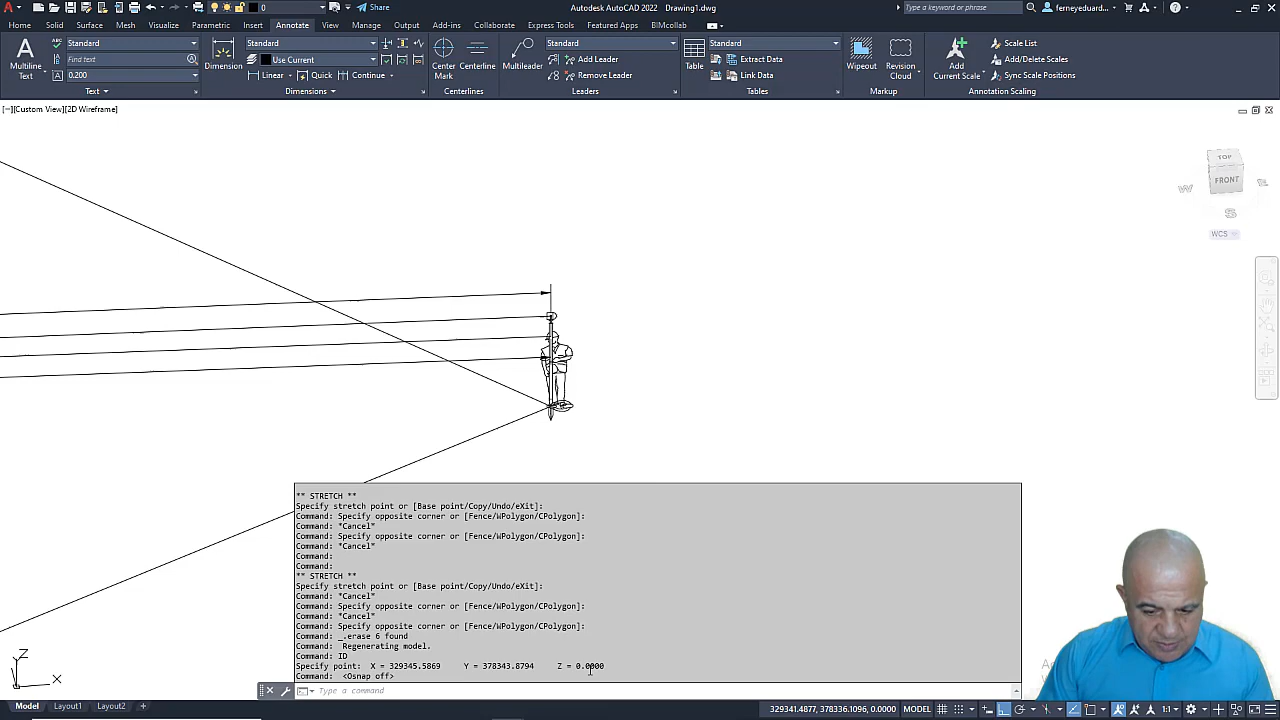 0 Share Autodesk AutoCAD 2022 Drawing1.dwg Type a keyword or phrase ferneyeduard...
Home Solid Surface Mesh Visualize Parametric Insert Annotate View Manage Output Add-ins Collaborate Express Tools Featured Apps BIMcollab
Standard Standard Standard Standard Scale List
Find text Use Current Add Leader Extract Data Add/Delete Scales
0.200 Linear Quick Continue Remove Leader Link Data Sync Scale Positions
Multiline Text Dimension Center Mark Centerline Multileader Table Wipeout Revision Cloud Add Current Scale
Text Dimensions Centerlines Leaders Tables Markup Annotation Scaling
[−][Custom View][2D Wireframe]
TOP
FRONT
W E
S
WCS
** STRETCH **
Specify stretch point or [Base point/Copy/Undo/eXit]:
Command: Specify opposite corner or [Fence/WPolygon/CPolygon]:
Command: *Cancel*
Command: Specify opposite corner or [Fence/WPolygon/CPolygon]:
Command: *Cancel*
Command:
Command:
** STRETCH **
Specify stretch point or [Base point/Copy/Undo/eXit]:
Command: *Cancel*
Command: Specify opposite corner or [Fence/WPolygon/CPolygon]:
Command: *Cancel*
Command: Specify opposite corner or [Fence/WPolygon/CPolygon]:
Command: _.erase 6 found
Command: Regenerating model.
Command: ID
Specify point: X = 329345.5869 Y = 378343.8794 Z = 0.0000
Command: <Osnap off>
Type a command
Z
X
Model Layout1 Layout2 + 329341.4877, 378336.1096, 0.0000 MODEL 1:1